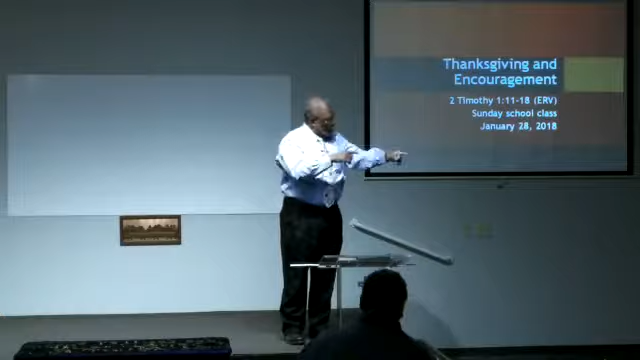 Thanksgiving and
Encouragement
2 Timothy 1:11-18 (ERV)
Sunday school class
January 28, 2018